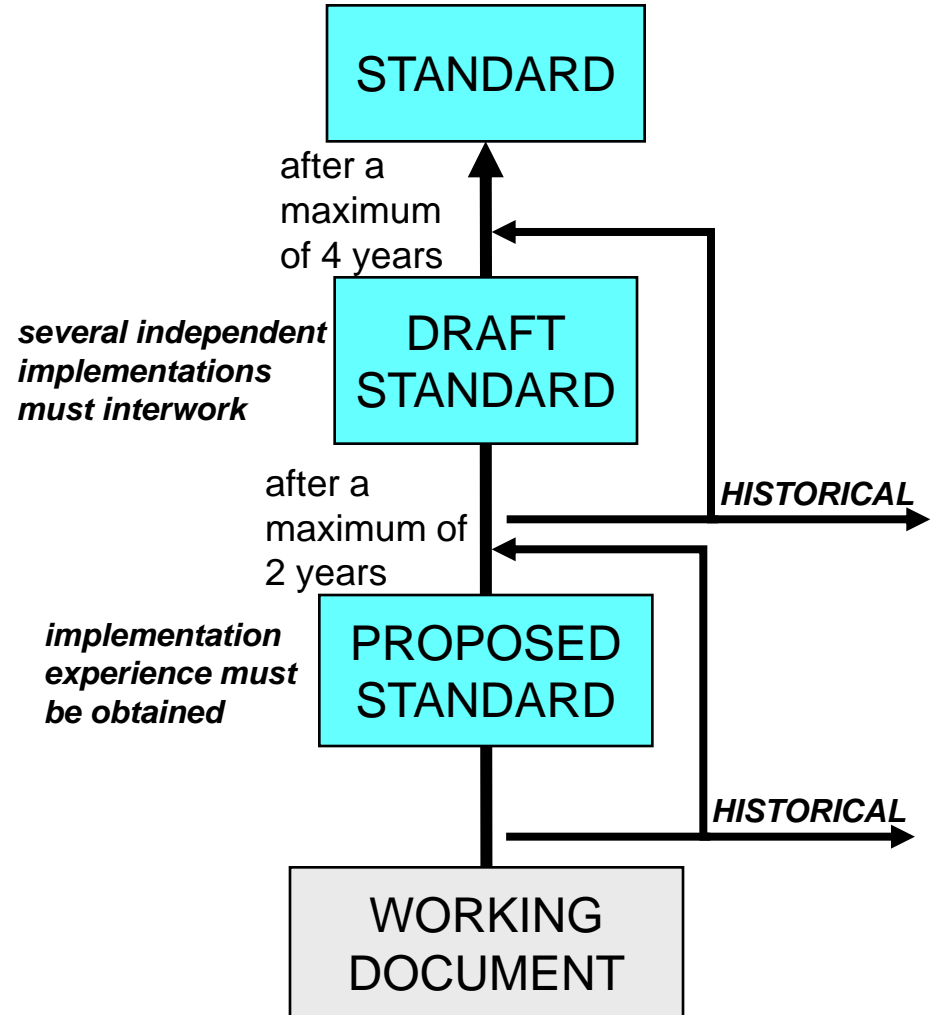 STANDARD
after a
maximum
of 4 years
several independent
implementations
must interwork
DRAFT
STANDARD
after a
maximum of
2 years
HISTORICAL
implementation
experience must
be obtained
PROPOSED
STANDARD
HISTORICAL
WORKING
DOCUMENT